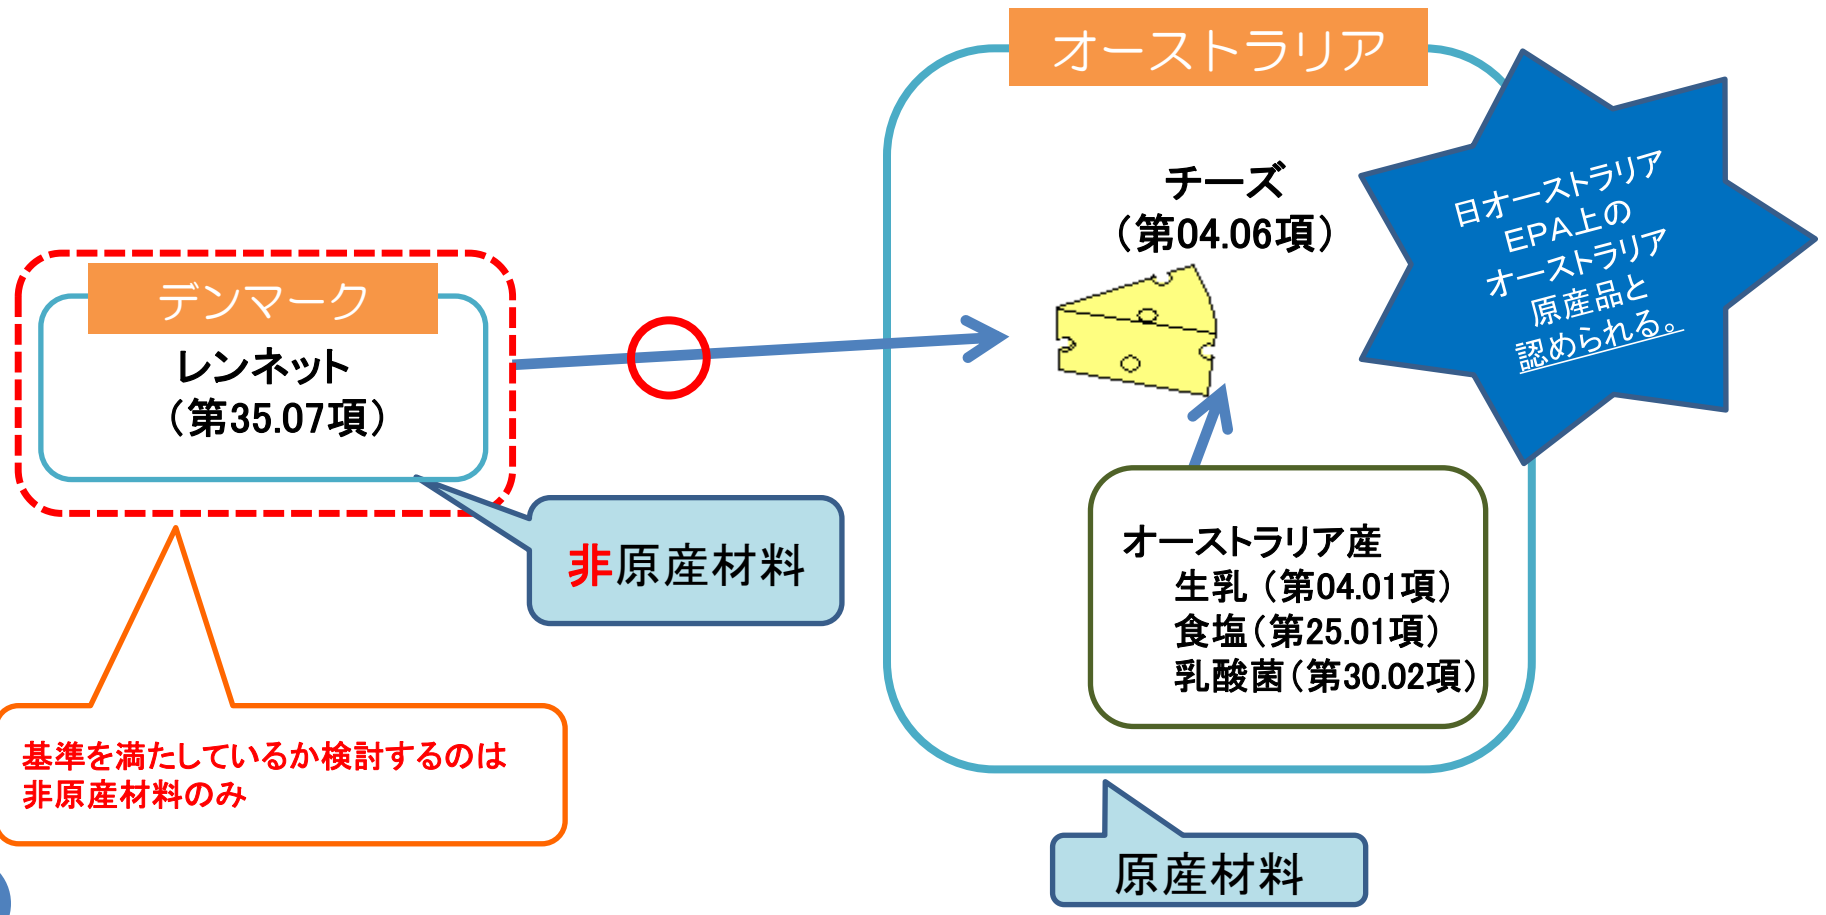 オーストラリア
チーズ
（第04.06項）
日オーストラリア
EPA上の
オーストラリア
原産品と
認められる。
デンマーク
レンネット
（第35.07項）
非原産材料
オーストラリア産
生乳（第04.01項）
食塩（第25.01項）
乳酸菌（第30.02項）
基準を満たしているか検討するのは
非原産材料のみ
原産材料